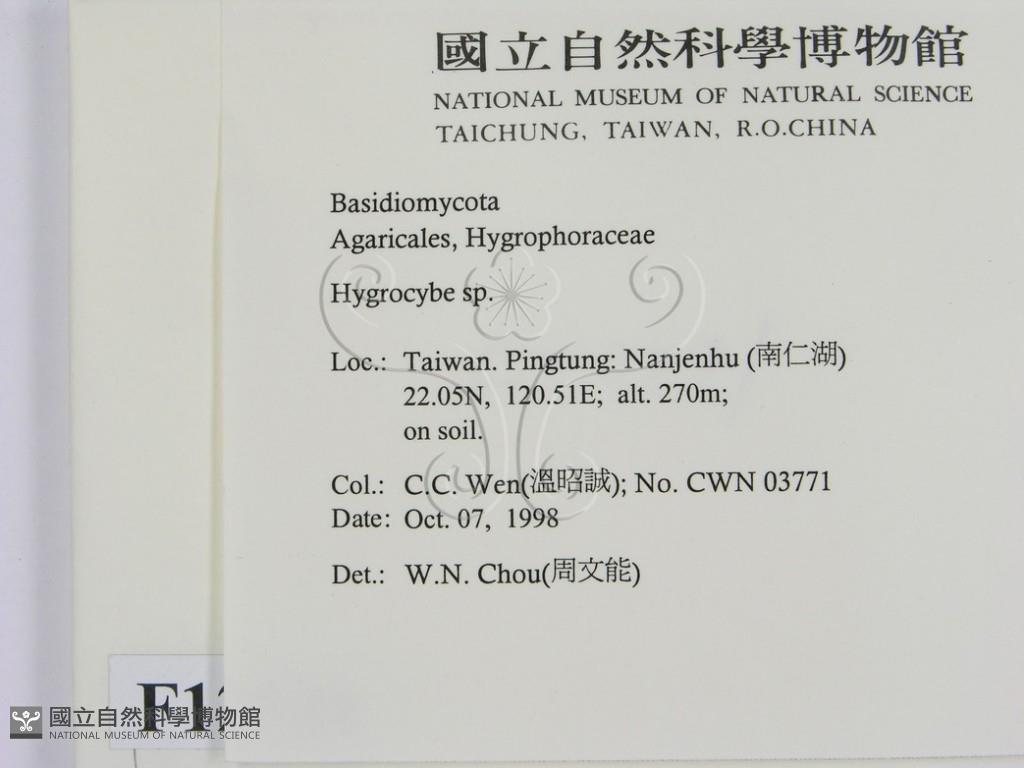 國立自然科學博物館
NATIONAL MUSEUM OF NATURAL SCIENCE
TAICHUNG, TAIWAN, R.O.CHINA
Basidiomycota
Agaricales, Hygrophoraceae
Hygrocybe sp.
Loc.: Taiwan. Pingtung: Nanjenhu (南仁湖)
22.05N, 120.51E; alt. 270m;
on soil.
Col.: C.C. Wen(溫昭誠); No. CWN 03771
Date: Oct. 07, 1998
Det.: W.N. Chou(周文能)
國立自然科學博物館
NATIONAL MUSEUM OF NATURAL SCIENCE